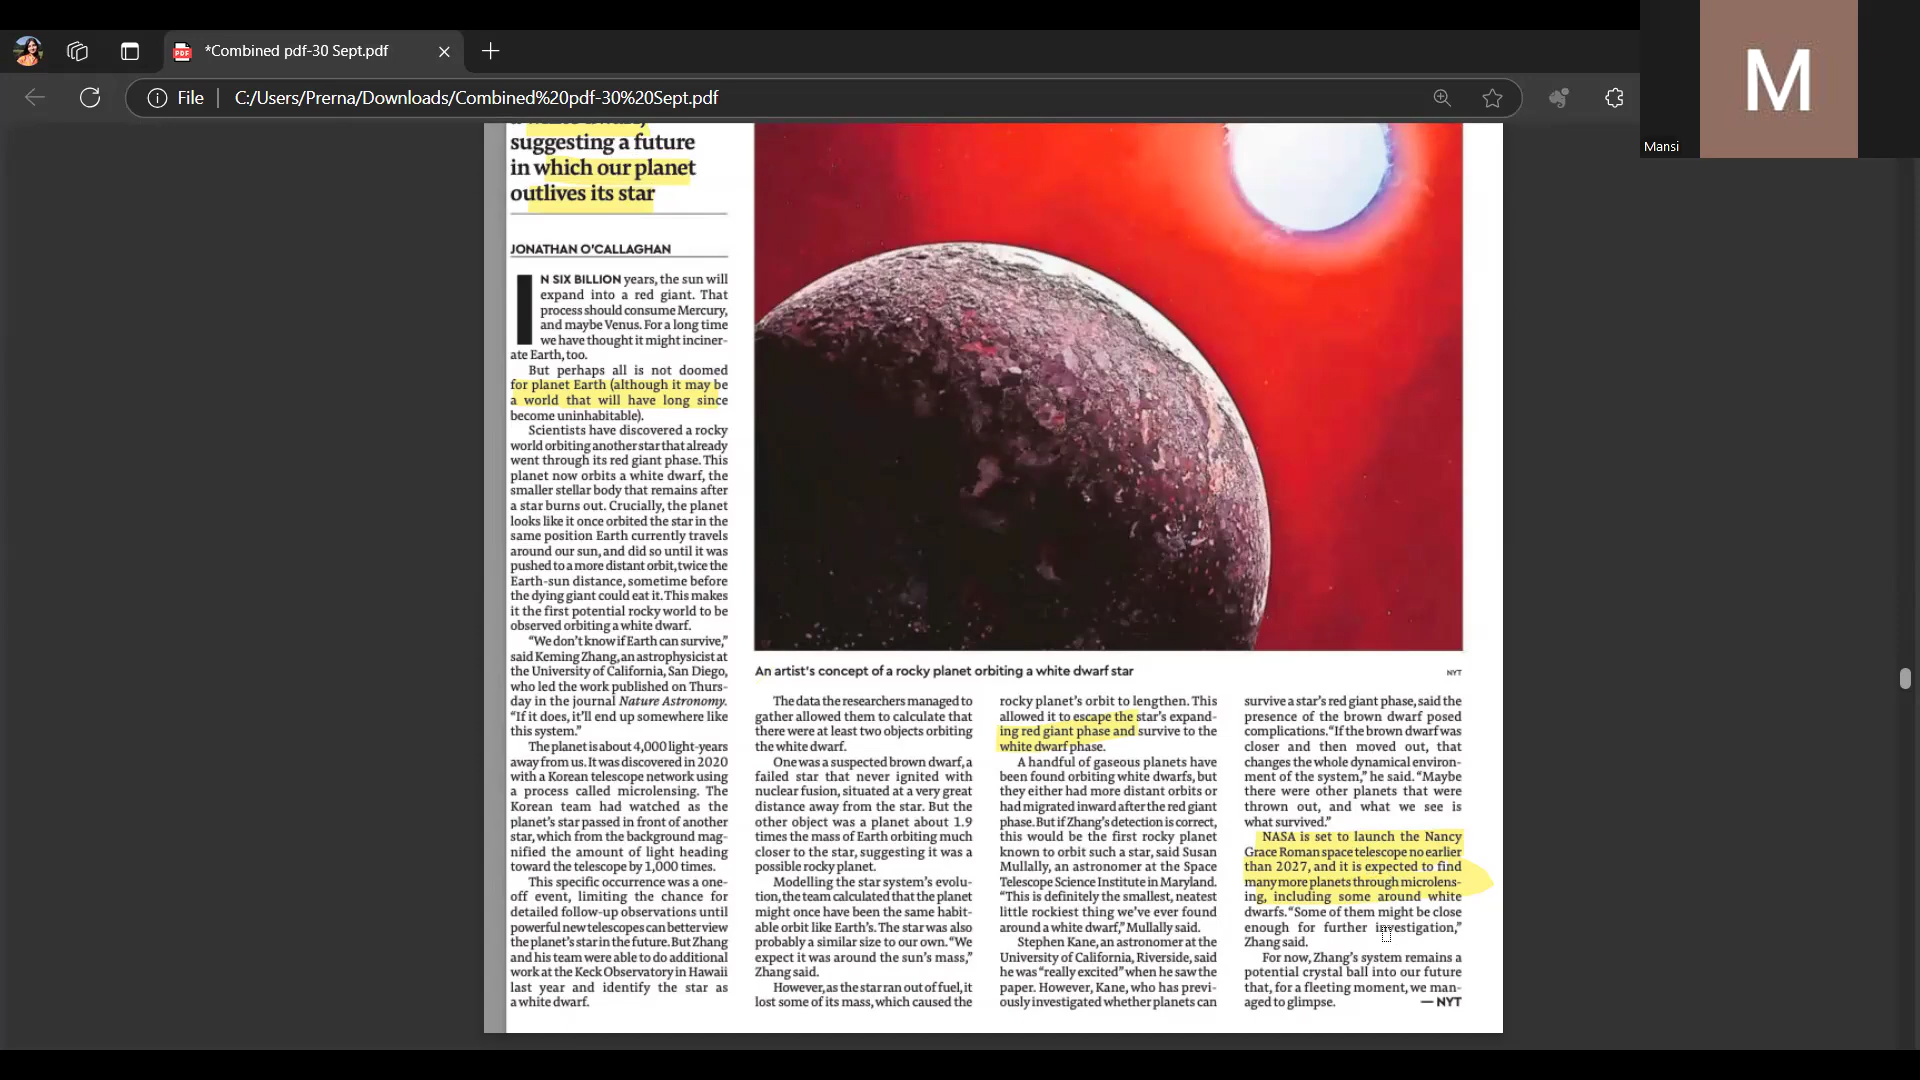 *Combined pdf-30 Sept.pdf
File
C:/Users/Prerna/Downloads/Combined%20pdf-30%20Sept.pdf
M
Mansi
suggesting a future
in which our planet
outlives its star
JONATHAN O'CALLAGHAN
IN SIX BILLION years, the sun will
expand into a red giant. That
process should consume Mercury,
and maybe Venus. For a long time
we have thought it might inciner-
ate Earth, too.
But perhaps all is not doomed
for planet Earth (although it may be
a world that will have long since
become uninhabitable).
Scientists have discovered a rocky
world orbiting another star that already
went through its red giant phase. This
planet now orbits a white dwarf, the
smaller stellar body that remains after
a star burns out. Crucially, the planet
looks like it once orbited the star in the
same position Earth currently travels
around our sun, and did so until it was
pushed to a more distant orbit, twice the
Earth-sun distance, sometime before
the dying giant could eat it. This makes
it the first potential rocky world to be
observed orbiting a white dwarf.
"We don't know if Earth can survive,"
said Keming Zhang, an astrophysicist at
the University of California, San Diego,
who led the work published on Thurs-
day in the journal Nature Astronomy.
"If it does, it'll end up somewhere like
this system."
The planet is about 4,000 light-years
away from us. It was discovered in 2020
with a Korean telescope network using
a process called microlensing. The
Korean team had watched as the
planet's star passed in front of another
star, which from the background mag-
nified the amount of light heading
toward the telescope by 1,000 times.
This specific occurrence was a one-
off event, limiting the chance for
detailed follow-up observations until
powerful new telescopes can better view
the planet's star in the future. But Zhang
and his team were able to do additional
work at the Keck Observatory in Hawaii
last year and identify the star as
a white dwarf.
An artist's concept of a rocky planet orbiting a white dwarf star
NYT
The data the researchers managed to
gather allowed them to calculate that
there were at least two objects orbiting
the white dwarf.
One was a suspected brown dwarf, a
failed star that never ignited with
nuclear fusion, situated at a very great
distance away from the star. But the
other object was a planet about 1.9
times the mass of Earth orbiting much
closer to the star, suggesting it was a
possible rocky planet.
Modelling the star system's evolu-
tion, the team calculated that the planet
might once have been the same habit-
able orbit like Earth's. The star was also
probably a similar size to our own. "We
expect it was around the sun's mass,"
Zhang said.
However, as the star ran out of fuel, it
lost some of its mass, which caused the
rocky planet's orbit to lengthen. This
allowed it to escape the star's expand-
ing red giant phase and survive to the
white dwarf phase.
A handful of gaseous planets have
been found orbiting white dwarfs, but
they either had more distant orbits or
had migrated inward after the red giant
phase. But if Zhang's detection is correct,
this would be the first rocky planet
known to orbit such a star, said Susan
Mullally, an astronomer at the Space
Telescope Science Institute in Maryland.
"This is definitely the smallest, neatest
little rockiest thing we've ever found
around a white dwarf," Mullally said.
Stephen Kane, an astronomer at the
University of California, Riverside, said
he was "really excited" when he saw the
paper. However, Kane, who has previ-
ously investigated whether planets can
survive a star's red giant phase, said the
presence of the brown dwarf posed
complications. "If the brown dwarf was
closer and then moved out, that
changes the whole dynamical environ-
ment of the system," he said. "Maybe
there were other planets that were
thrown out, and what we see is
what survived."
NASA is set to launch the Nancy
Grace Roman space telescope no earlier
than 2027, and it is expected to find
many more planets through microlens-
ing, including some around white
dwarfs. "Some of them might be close
enough for further investigation,"
Zhang said.
For now, Zhang's system remains a
potential crystal ball into our future
that, for a fleeting moment, we man-
aged to glimpse. — NYT